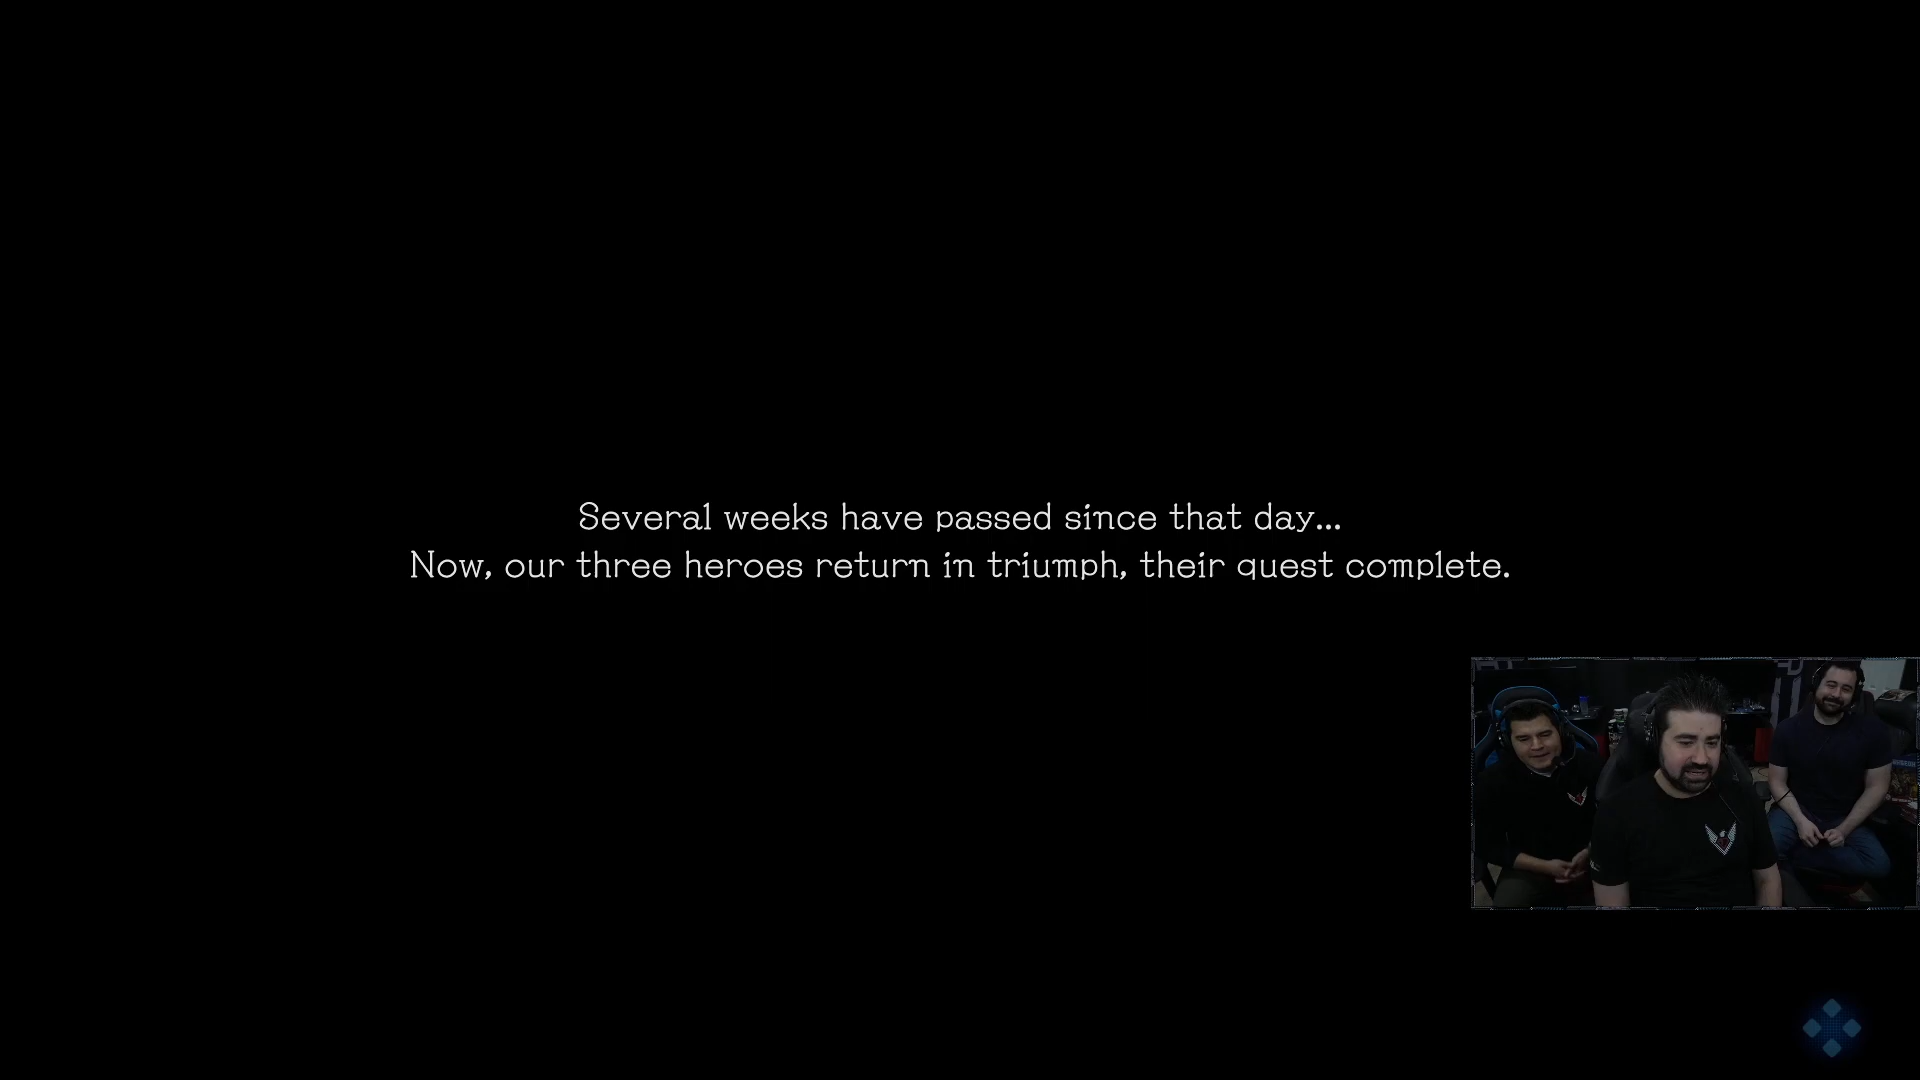 Several weeks have passed since that day...
Now, our three heroes return in triumph, their quest complete.